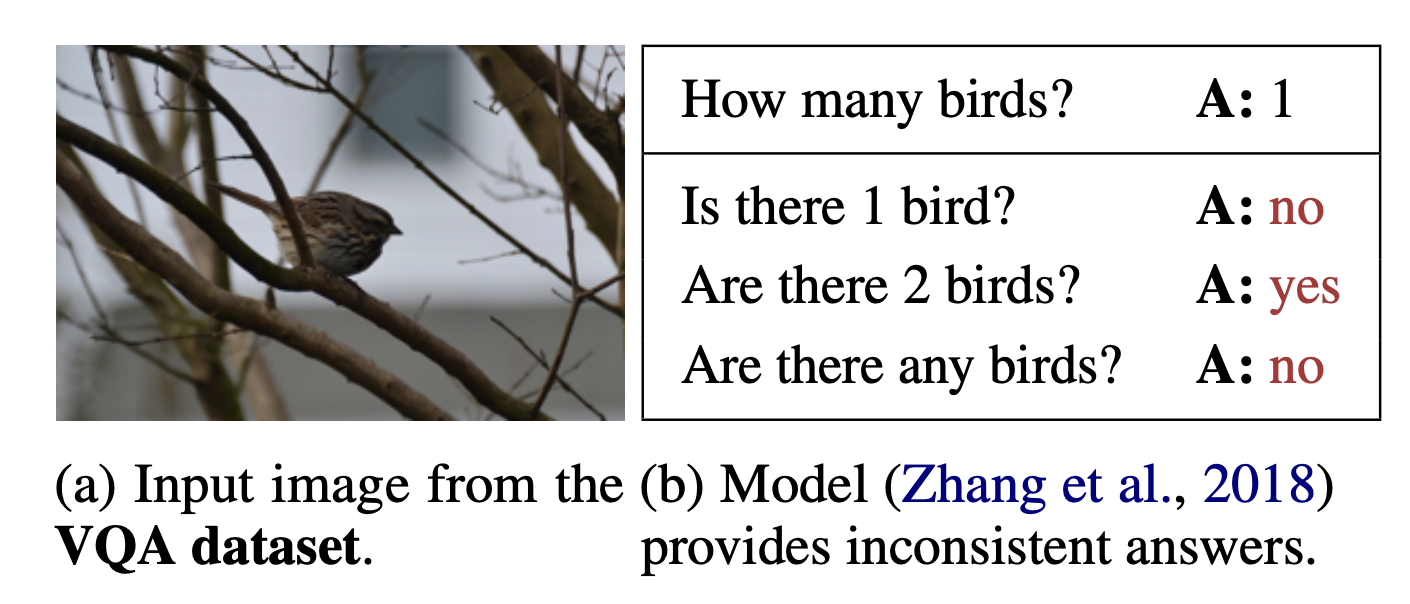 How many birds? A: 1
Is there 1 bird? A: no
Are there 2 birds? A: yes
Are there any birds? A: no
(a) Input image from the
VQA dataset.
(b) Model (Zhang et al., 2018)
provides inconsistent answers.